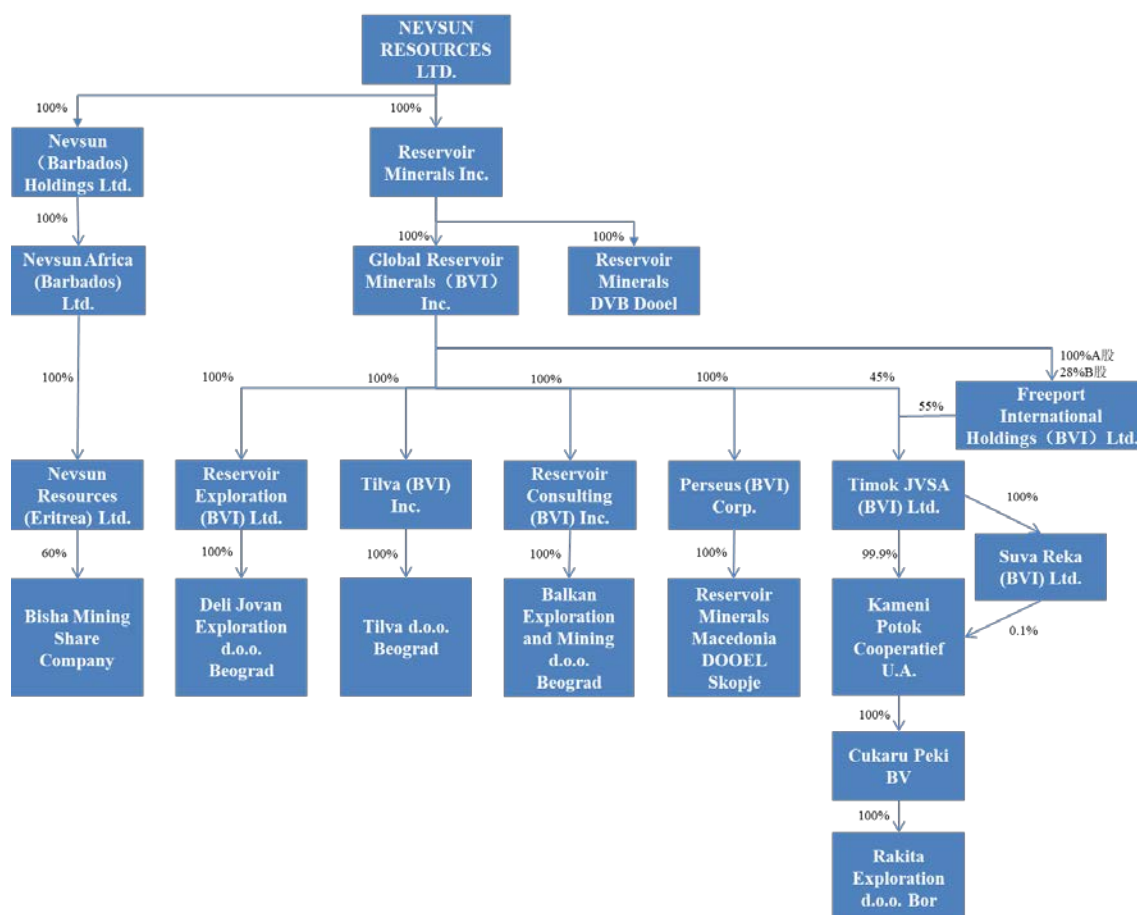 NEVSUN
RESOURCES
LTD.
100%
100%
Nevsun
（Barbados)
Holdings Ltd.
Reservoir
Minerals Inc.
100%
100%
100%
Nevsun Africa
(Barbados)
Ltd.
Global Reservoir
Minerals（BVI）
Inc.
Reservoir
Minerals
DVB Dooel
100%A股
28%B股
100%
100%
100%
100%
100%
45%
55%
Freeport
International
Holdings（BVI）Ltd.
Nevsun
Resources
(Eritrea) Ltd.
Reservoir
Exploration
(BVI) Ltd.
Tilva (BVI)
Inc.
Reservoir
Consulting
(BVI) Inc.
Perseus (BVI)
Corp.
Timok JVSA
(BVI) Ltd.
100%
Suva Reka
(BVI) Ltd.
60%
100%
100%
100%
100%
99.9%
0.1%
Bisha Mining
Share
Company
Deli Jovan
Exploration
d.o.o.
Beograd
Tilva d.o.o.
Beograd
Balkan
Exploration
and Mining
d.o.o.
Beograd
Reservoir
Minerals
Macedonia
DOOEL
Skopje
Kameni
Potok
Cooperatief
U.A.
100%
Cukaru Peki
BV
100%
Rakita
Exploration
d.o.o. Bor